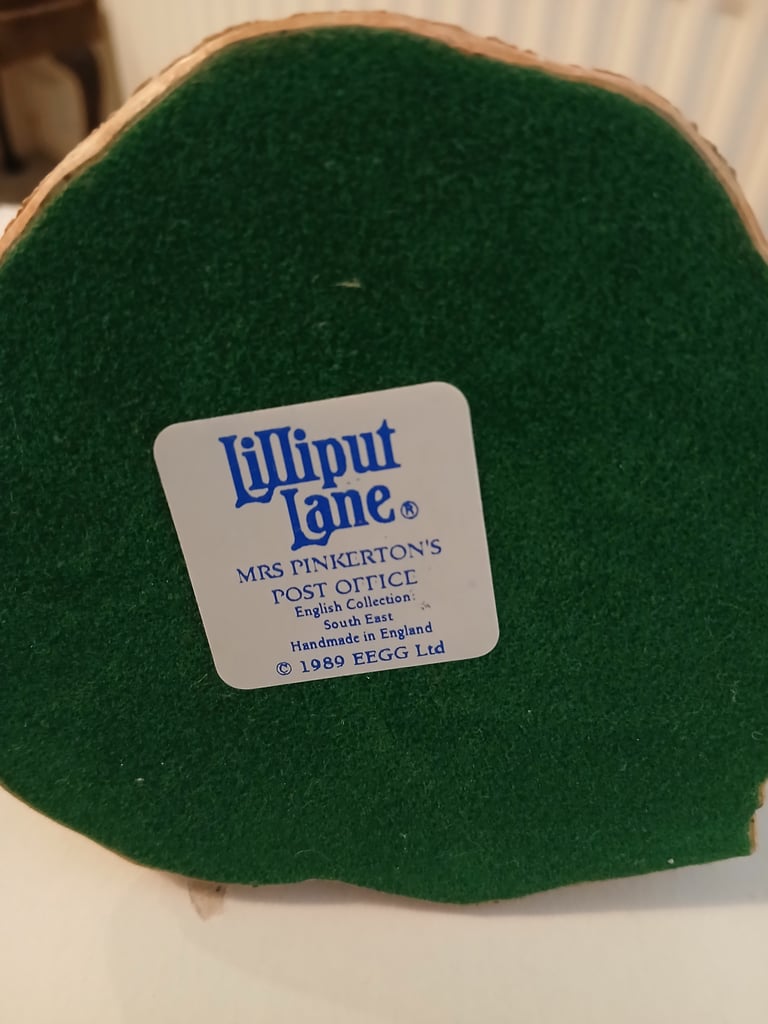 Lilliput
Lane®
MRS PINKERTON'S
POST OFFICE
English Collection:
South East
Handmade in England
© 1989 EEGG Ltd